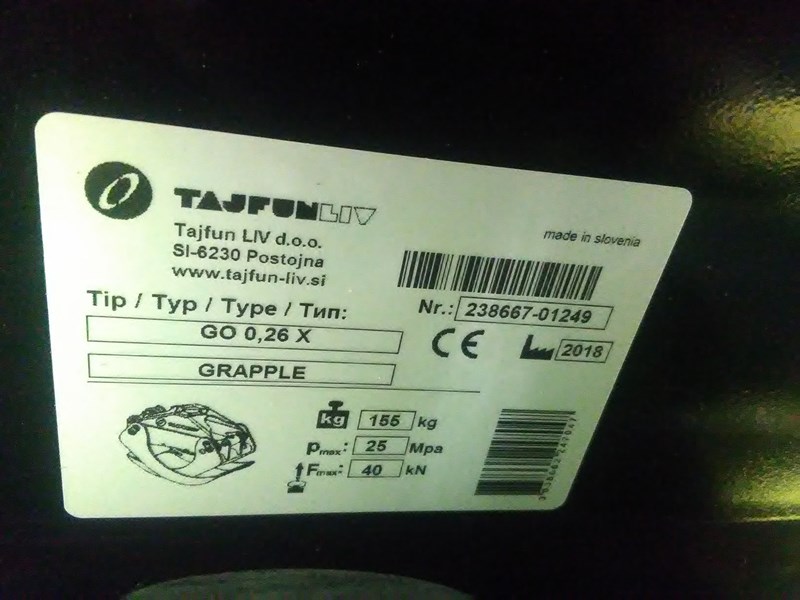 TAJFUNLIV
Tajfun LIV d.o.o.
SI-6230 Postojna
www.tajfun-liv.si
made in slovenia
Tip / Typ / Type / Тип:
GO 0,26 X
GRAPPLE
Nr.: 238667-01249
CE
2018
kg 155 kg
pmax: 25 Mpa
Fmax: 40 kN